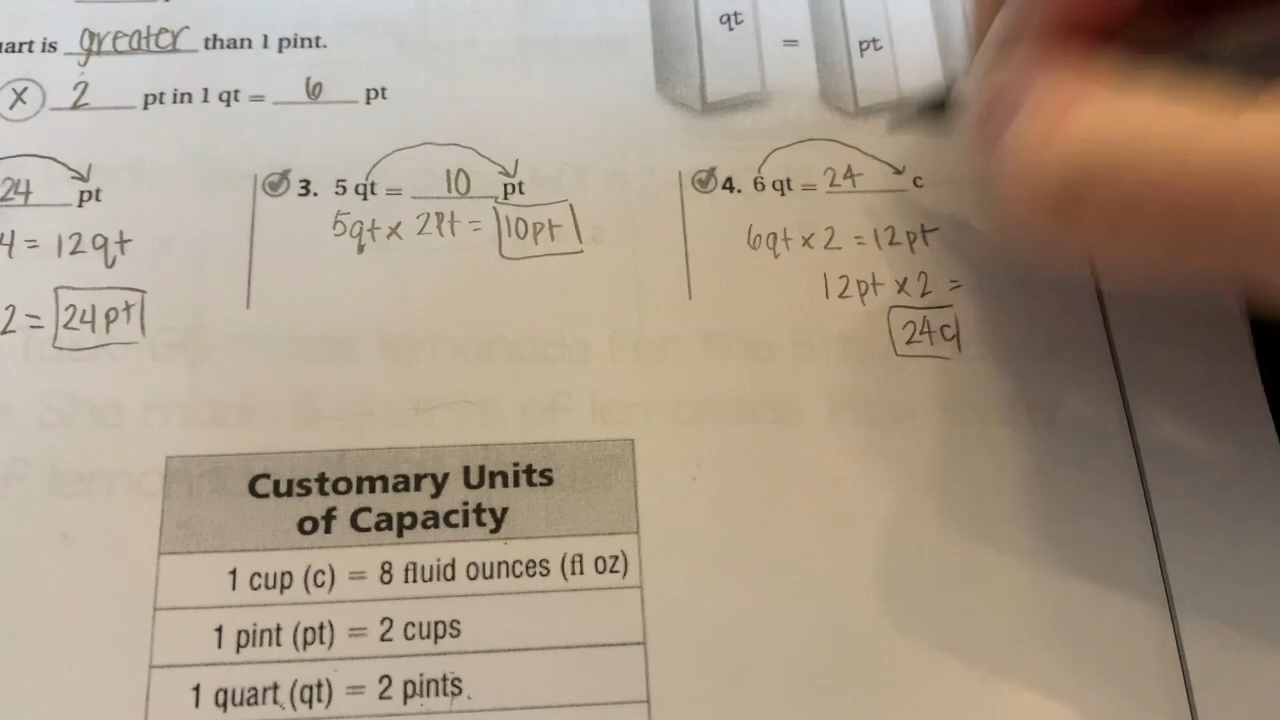 qt = pt
uart is greater than 1 pint.
X 2 pt in 1 qt = 6 pt
24 pt
4 = 12qt
2 = 24pt
3. 5 qt = 10 pt
5qt x 2pt = 10pt
4. 6 qt = 24 c
6qt x 2 = 12pt
12pt x 2 =
24c
Customary Units
of Capacity
1 cup (c) = 8 fluid ounces (fl oz)
1 pint (pt) = 2 cups
1 quart (qt) = 2 pints